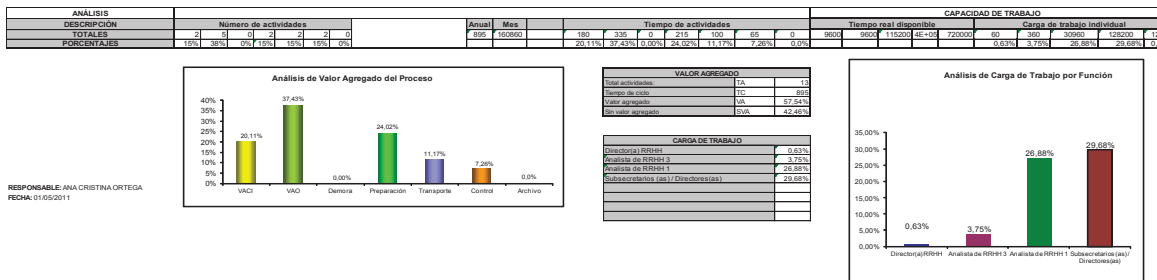 ANÁLISIS CAPACIDAD DE TRABAJO
DESCRIPCIÓN Número de actividades Anual Mes Tiempo de actividades Tiempo real disponible Carga de trabajo individual
TOTALES 2 5 0 2 2 2 0 895 160860 180 335 0 215 100 65 0 9600 9600 115200 4E+05 720000 60 360 30960 128200
PORCENTAJES 15% 38% 0% 15% 15% 15% 0% 20,11% 37,43% 0,00% 24,02% 11,17% 7,26% 0,0% 0,63% 3,75% 26,88% 29,68%
Análisis de Valor Agregado del Proceso
40%
35%
30%
25%
20%
15%
10%
5%
0%
20,11% 37,43% 0,00% 24,02% 11,17% 7,26% 0,0%
VACI VAO Demora Preparación Transporte Control Archivo
RESPONSABLE: ANA CRISTINA ORTEGA
FECHA: 01/05/2011
VALOR AGREGADO
Total actividades: TA 13
Tiempo de ciclo TC 895
Valor agregado VA 57,54%
Sin valor agregado SVA 42,46%
CARGA DE TRABAJO
Director(a) RRHH 0,63%
Analista de RRHH 3 3,75%
Analista de RRHH 1 26,88%
Subsecretarios (as) / Directores(as) 29,68%
Análisis de Carga de Trabajo por Función
35,00%
30,00%
25,00%
20,00%
15,00%
10,00%
5,00%
0,00%
0,63% 3,75% 26,88% 29,68%
Director(a) RRHH Analista de RRHH 3 Analista de RRHH 1 Subsecretarios (as) /
Directores(as)